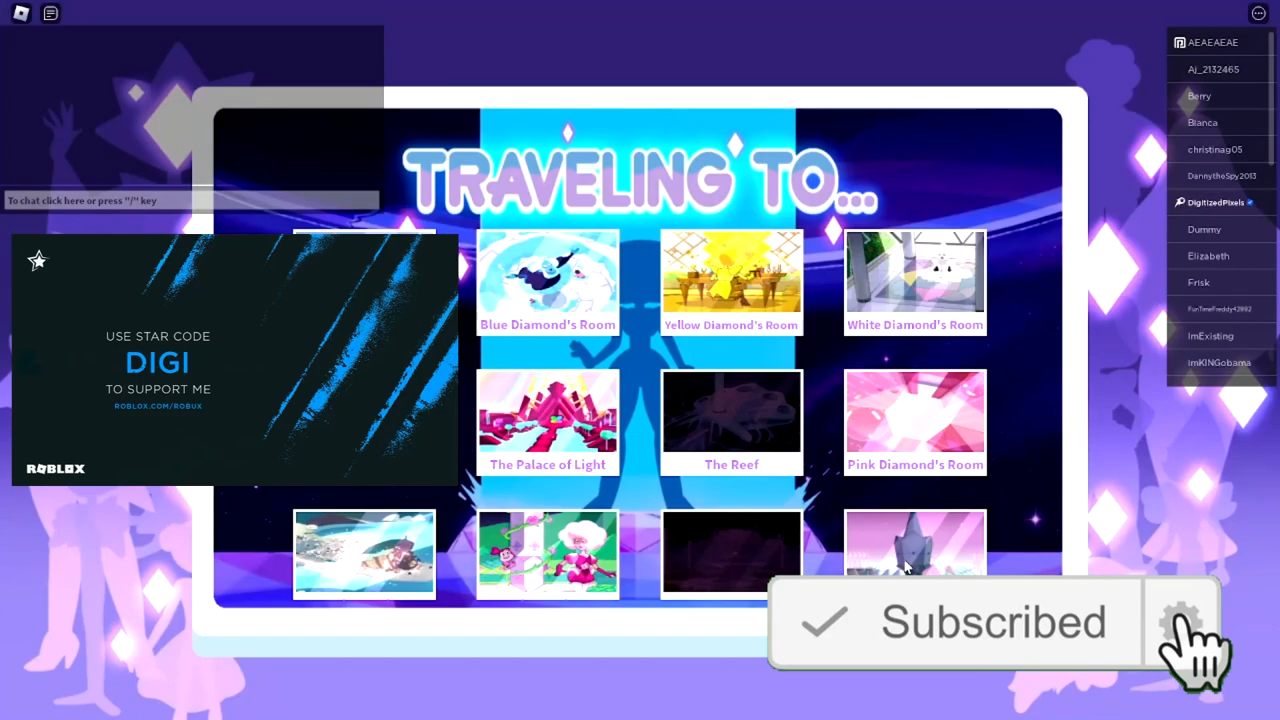 TRAVELING TO...
To chat click here or press "/" key
USE STAR CODE
DIGI
TO SUPPORT ME
ROBLOX.COM/ROBUX
ROBLOX
Blue Diamond's Room
Yellow Diamond's Room
White Diamond's Room
The Palace of Light
The Reef
Pink Diamond's Room
Subscribed
AEAEAEAE
Aj_2132465
Berry
Bianca
christinag05
DannytheSpy2013
DigitizedPixels
Dummy
Elizabeth
Frisk
ImExisting
ImKINGobama